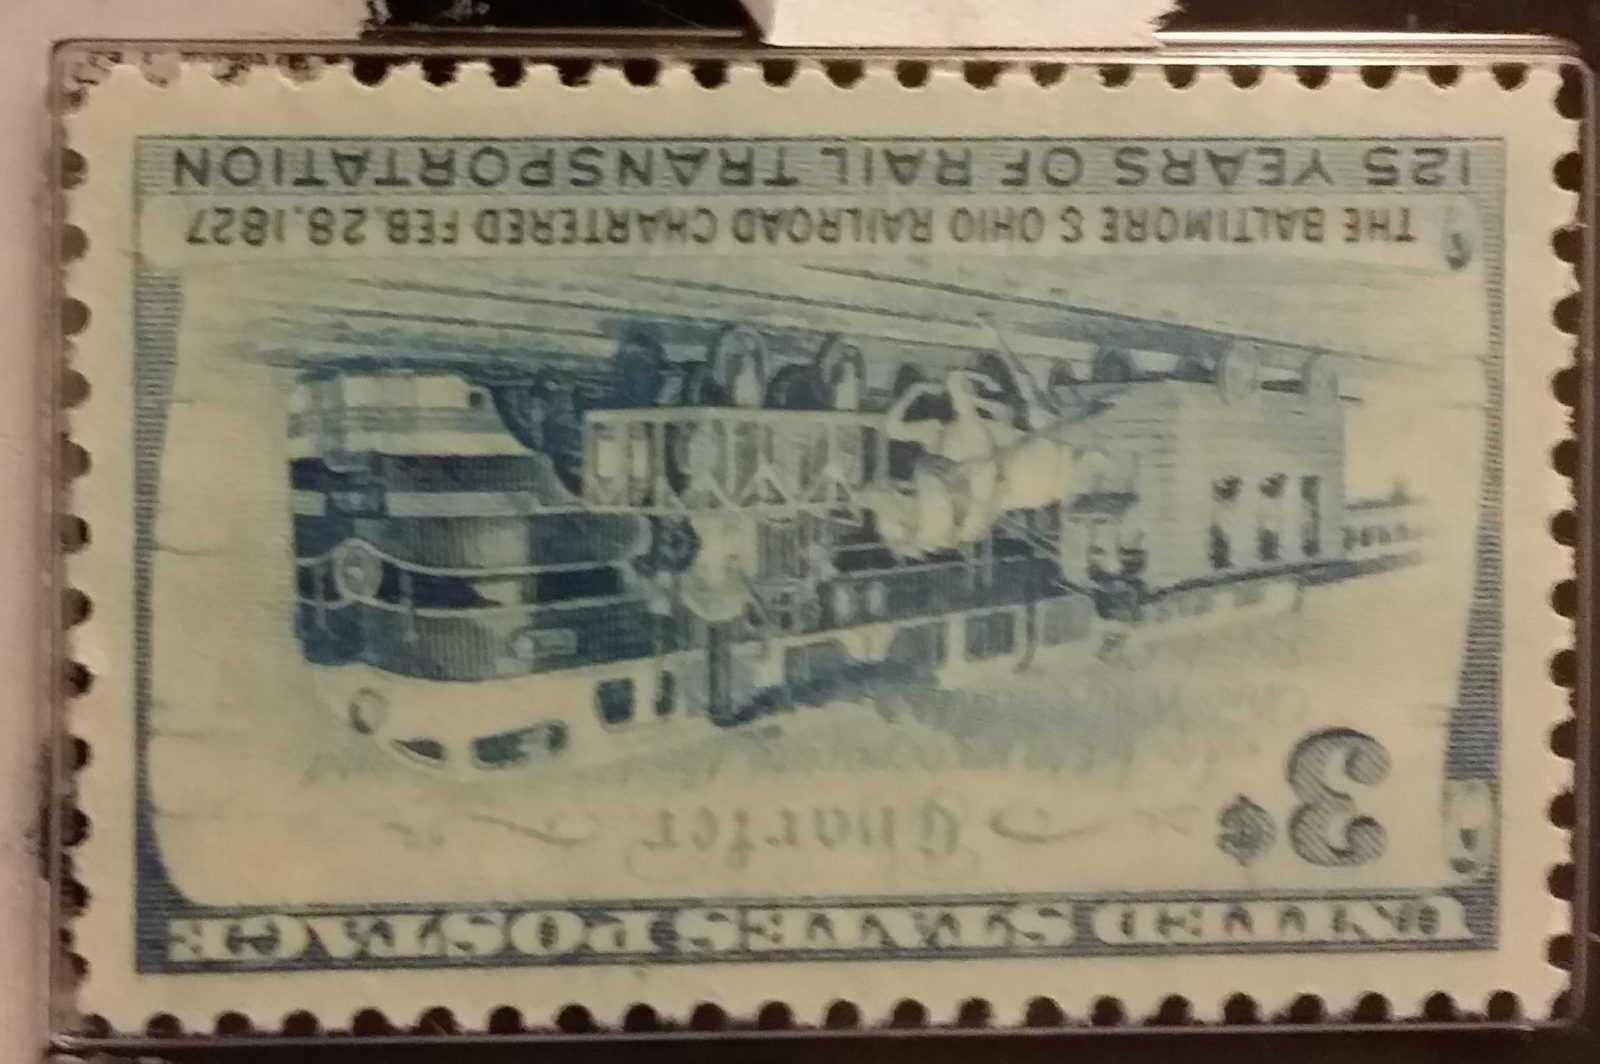 UNITED STATES POSTAGE
3¢
Charter
THE BALTIMORE & OHIO RAILROAD CHARTERED FEB.28.1827
125 YEARS OF RAIL TRANSPORTATION